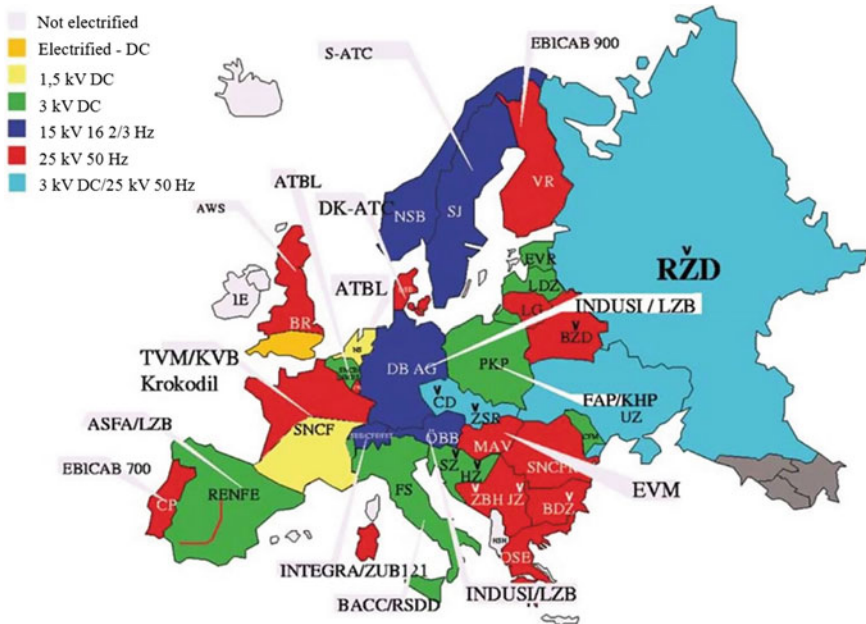 Not electrified
Electrified - DC
1,5 kV DC
3 kV DC
15 kV 16 2/3 Hz
25 kV 50 Hz
3 kV DC/25 kV 50 Hz
S-ATC
EBICAB 900
ATBL
AWS
DK-ATC
NSB
SJ
VR
RŽD
IE
BR
ATBL
EVR
LDZ
LG
INDUSI / LZB
BŽD
NS
TVM/KVB
Krokodil
DB AG
PKP
ČD
ŽSR
FAP/KHP
UZ
SNCF
ÖBB
MAV
CFM
ASFA/LZB
EBICAB 700
CP
RENFE
FS
SŽ
HŽ
EVM
ŽBH
JŽ
BDŽ
INTEGRA/ZUB121
BACC/RSDD
INDUSI/LZB